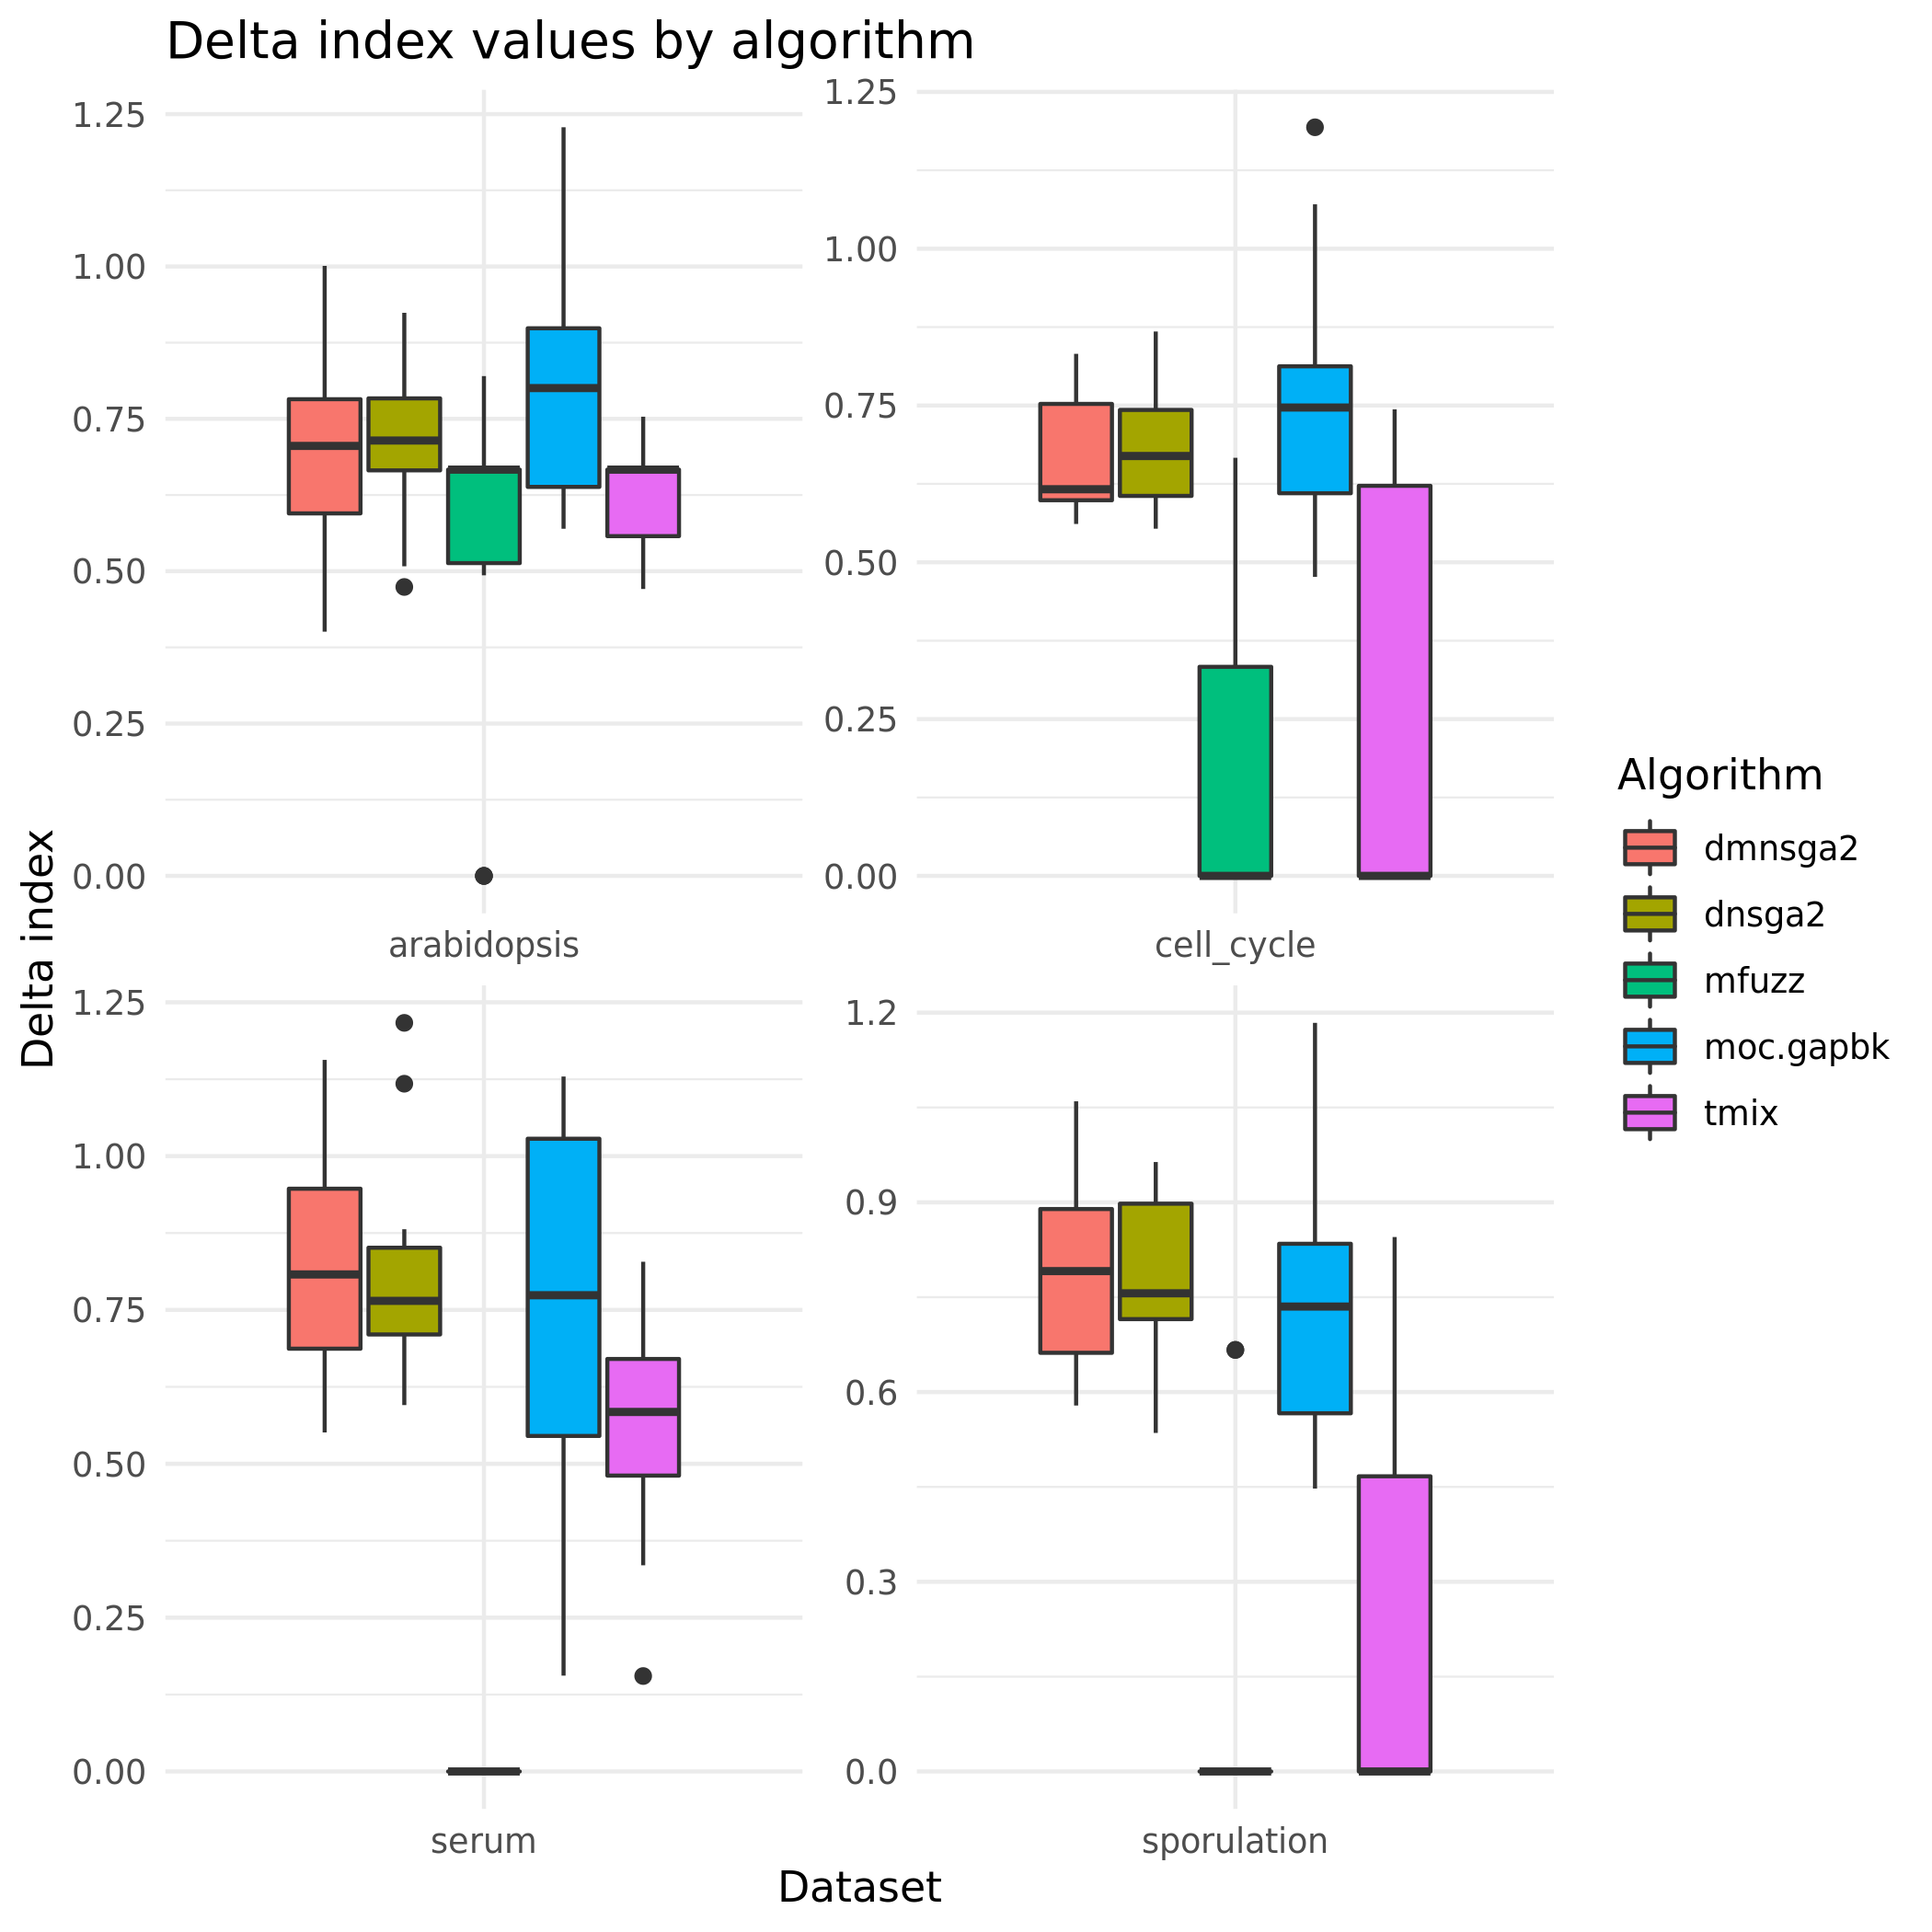 Delta index values by algorithm
1.25
1.00
0.75
0.50
0.25
0.00
arabidopsis
1.25
1.00
0.75
0.50
0.25
0.00
cell_cycle
1.25
1.00
0.75
0.50
0.25
0.00
serum
1.2
0.9
0.6
0.3
0.0
sporulation
Delta index
Dataset
Algorithm
dmnsga2
dnsga2
mfuzz
moc.gapbk
tmix